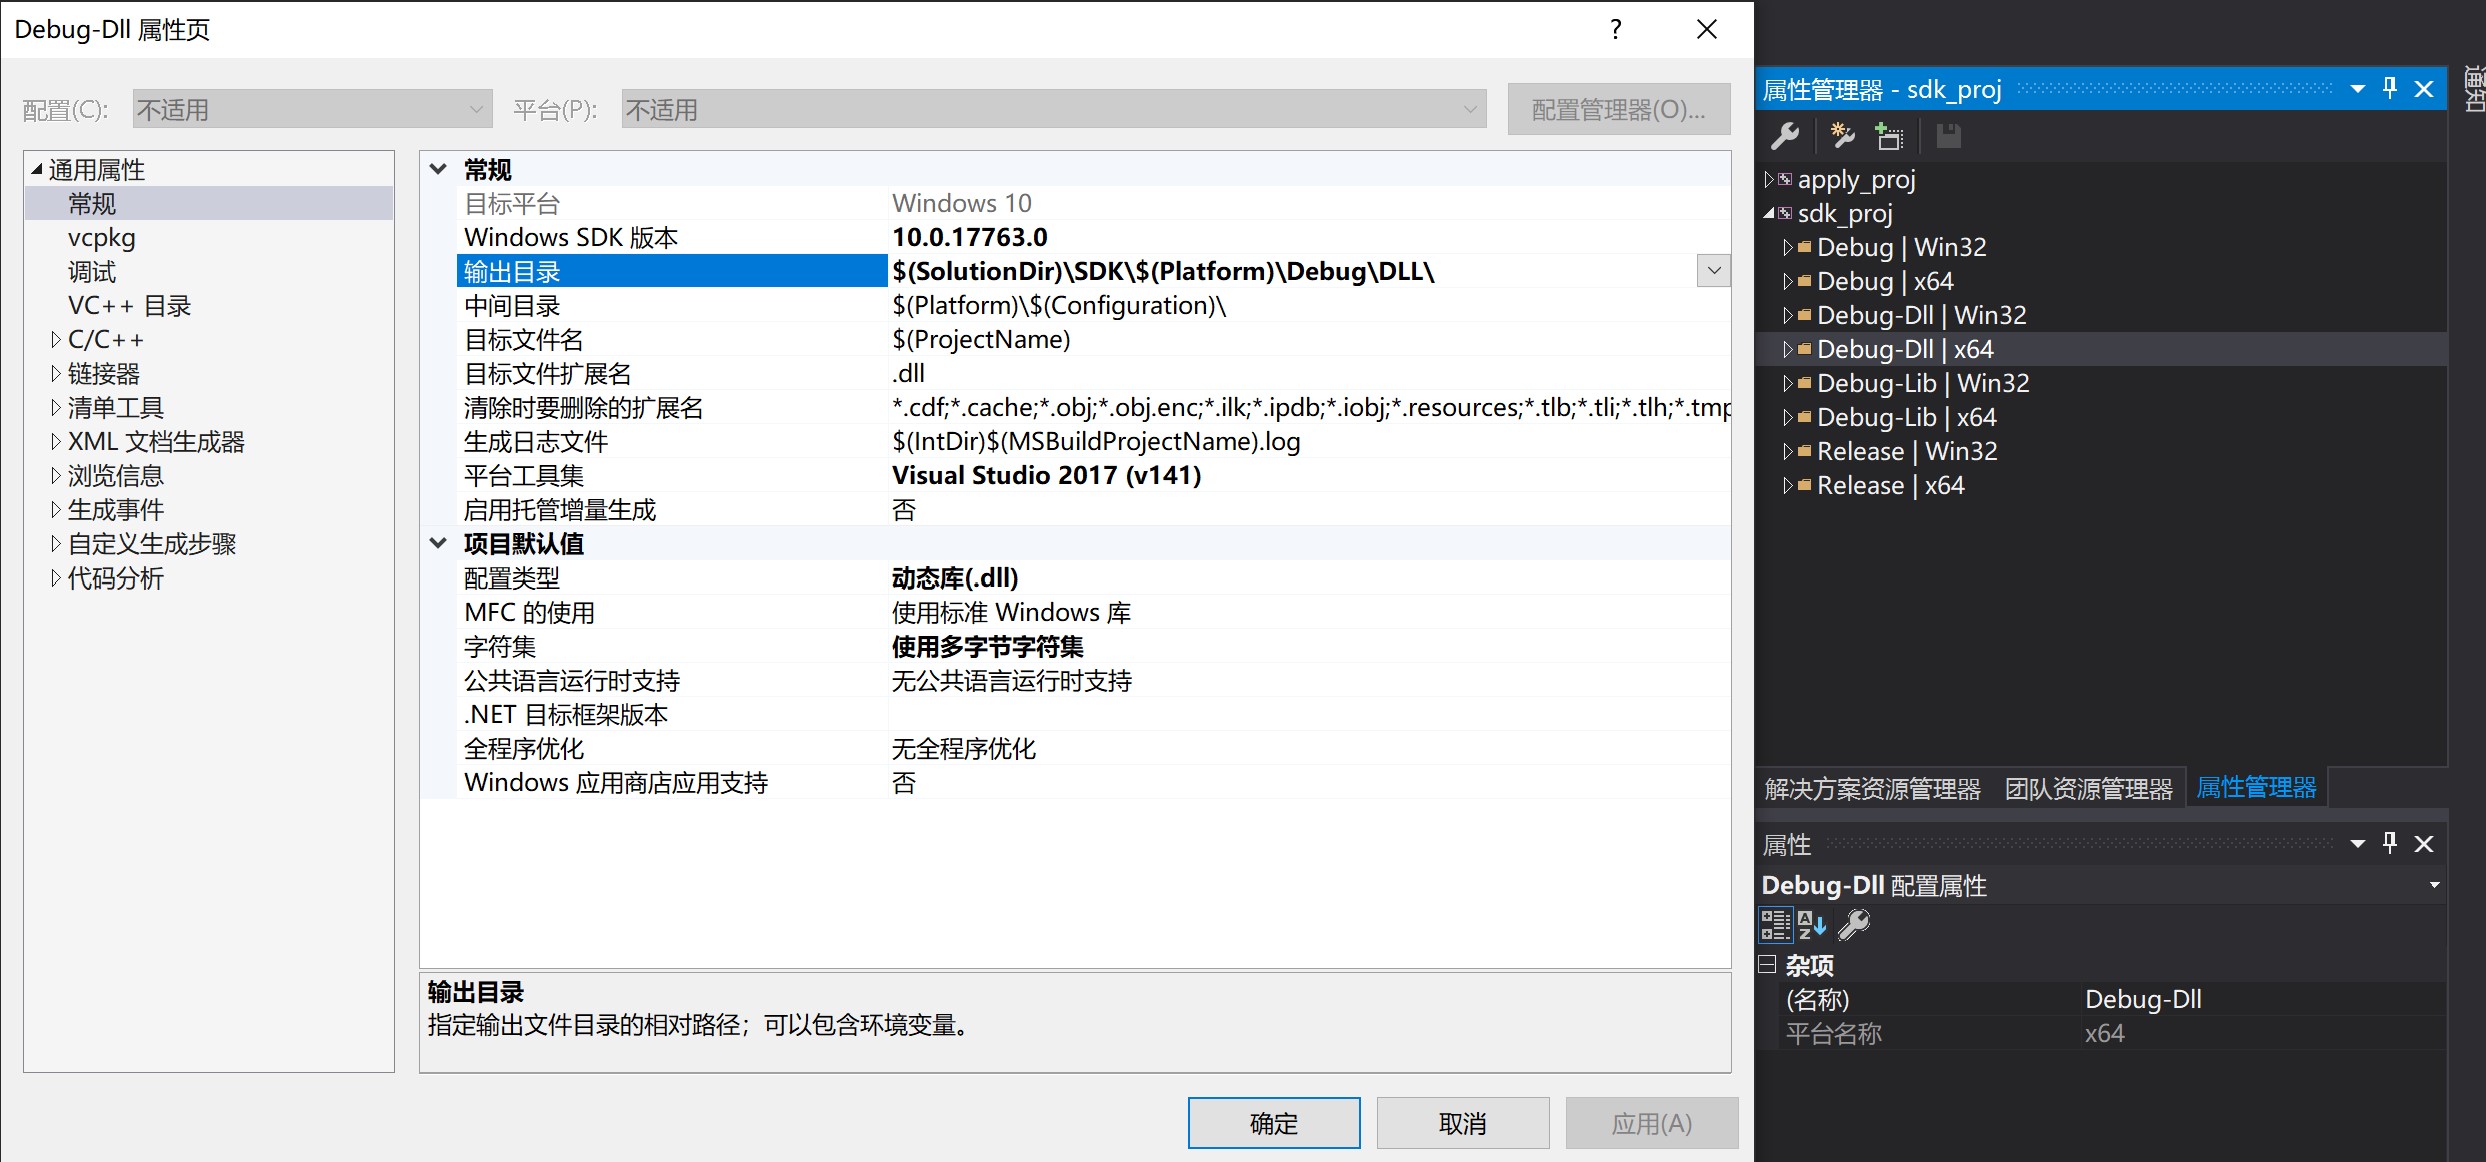 Debug-Dll 属性页
?
配置(C):
不适用
平台(P):
不适用
配置管理器(O)...
通用属性
常规
vcpkg
调试
VC++ 目录
C/C++
链接器
清单工具
XML 文档生成器
浏览信息
生成事件
自定义生成步骤
代码分析
常规
目标平台 Windows 10
Windows SDK 版本 10.0.17763.0
输出目录 $(SolutionDir)\SDK\$(Platform)\Debug\DLL\
中间目录 $(Platform)\$(Configuration)\
目标文件名 $(ProjectName)
目标文件扩展名 .dll
清除时要删除的扩展名 *.cdf;*.cache;*.obj;*.obj.enc;*.ilk;*.ipdb;*.iobj;*.resources;*.tlb;*.tli;*.tlh;*.tmp
生成日志文件 $(IntDir)$(MSBuildProjectName).log
平台工具集 Visual Studio 2017 (v141)
启用托管增量生成 否
项目默认值
配置类型 动态库(.dll)
MFC 的使用 使用标准 Windows 库
字符集 使用多字节字符集
公共语言运行时支持 无公共语言运行时支持
.NET 目标框架版本
全程序优化 无全程序优化
Windows 应用商店应用支持 否
输出目录
指定输出文件目录的相对路径；可以包含环境变量。
确定
取消
应用(A)
属性管理器 - sdk_proj
apply_proj
sdk_proj
Debug | Win32
Debug | x64
Debug-Dll | Win32
Debug-Dll | x64
Debug-Lib | Win32
Debug-Lib | x64
Release | Win32
Release | x64
解决方案资源管理器
团队资源管理器
属性管理器
属性
Debug-Dll 配置属性
杂项
(名称) Debug-Dll
平台名称 x64
通知